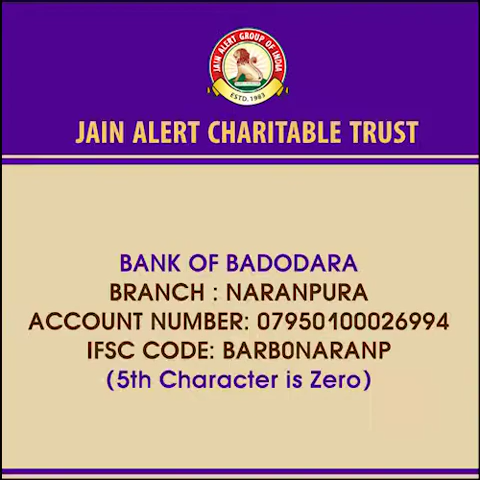 JAIN ALERT GROUP OF INDIA
ESTD. 1983
JAIN ALERT CHARITABLE TRUST
BANK OF BADODARA
BRANCH : NARANPURA
ACCOUNT NUMBER: 07950100026994
IFSC CODE: BARB0NARANP
(5th Character is Zero)